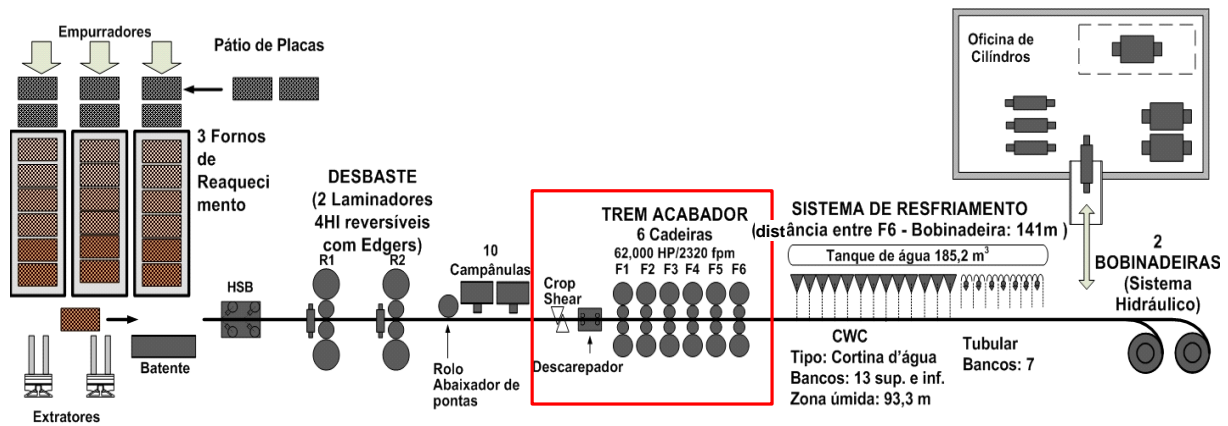 Empurradores
Pátio de Placas
3 Fornos
de
Reaqueci
mento
Extratores
Batente
HSB
DESBASTE
(2 Laminadores
4HI reversíveis
com Edgers)
R1 R2
Rolo
Abaixador de
pontas
10
Campânulas
Crop
Shear
Descarepador
TREM ACABADOR
6 Cadeiras
62,000 HP/2320 fpm
F1 F2 F3 F4 F5 F6
SISTEMA DE RESFRIAMENTO
(distância entre F6 - Bobinadeira: 141m )
Tanque de água 185,2 m³
CWC
Tipo: Cortina d’água
Bancos: 13 sup. e inf.
Zona úmida: 93,3 m
Tubular
Bancos: 7
Oficina de
Cilíndros
2
BOBINADEIRAS
(Sistema
Hidráulico)